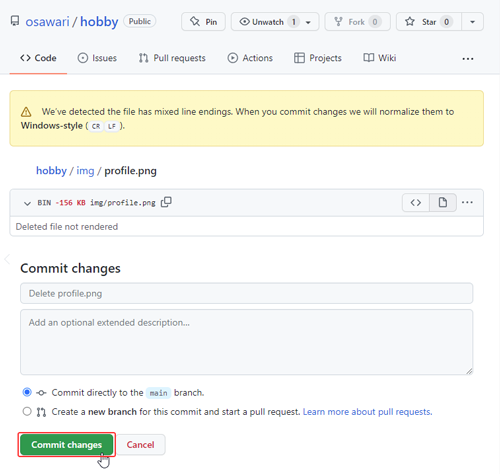 osawari / hobby Public Pin Unwatch 1 Fork 0 Star 0
Code Issues Pull requests Actions Projects Wiki ...
We've detected the file has mixed line endings. When you commit changes we will normalize them to
Windows-style ( CR LF ).
hobby / img / profile.png
BIN -156 KB img/profile.png ...
Deleted file not rendered
Commit changes
Delete profile.png
Add an optional extended description...
Commit directly to the main branch.
Create a new branch for this commit and start a pull request. Learn more about pull requests.
Commit changes Cancel